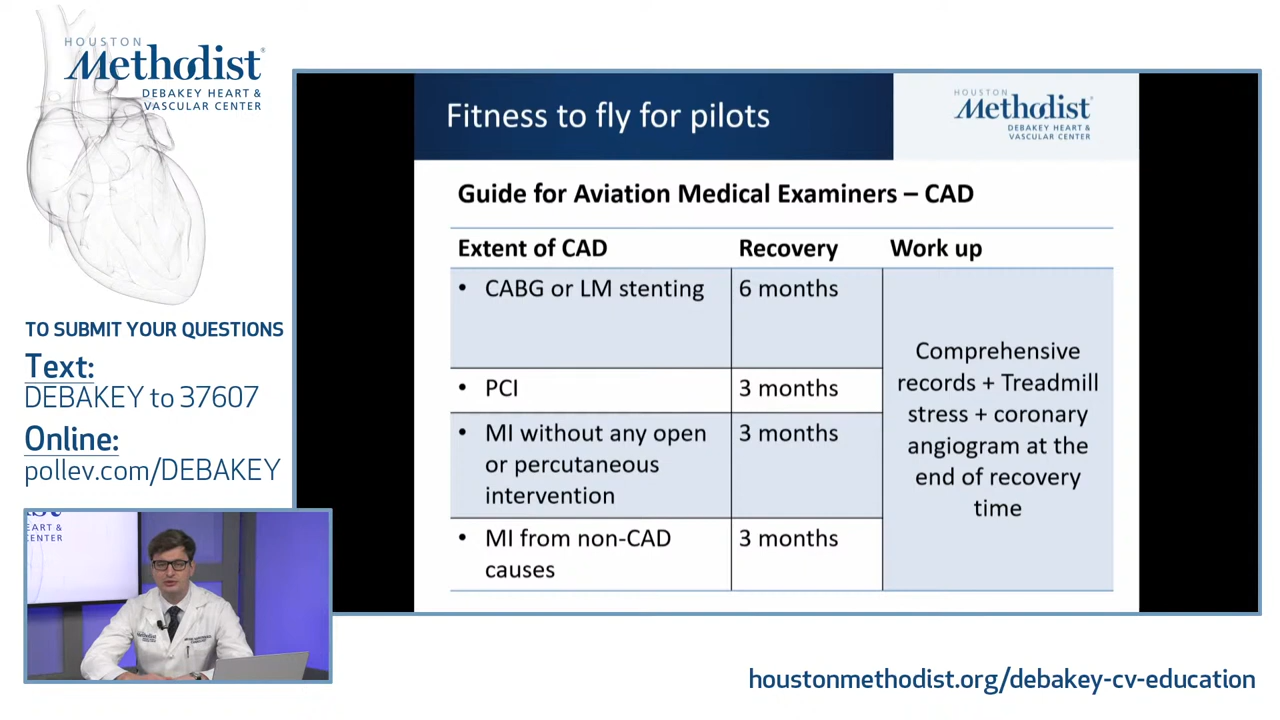 HOUSTON
Methodist®
DEBAKEY HEART &
VASCULAR CENTER
TO SUBMIT YOUR QUESTIONS
Text:
DEBAKEY to 37607
Online:
pollev.com/DEBAKEY
Fitness to fly for pilots
HOUSTON
Methodist®
DEBAKEY HEART &
VASCULAR CENTER
Guide for Aviation Medical Examiners – CAD
Extent of CAD Recovery Work up
• CABG or LM stenting 6 months
• PCI 3 months
• MI without any open 3 months
or percutaneous
intervention
• MI from non-CAD 3 months
causes
Comprehensive
records + Treadmill
stress + coronary
angiogram at the
end of recovery
time
EART &
CENTER
Methodist
houstonmethodist.org/debakey-cv-education